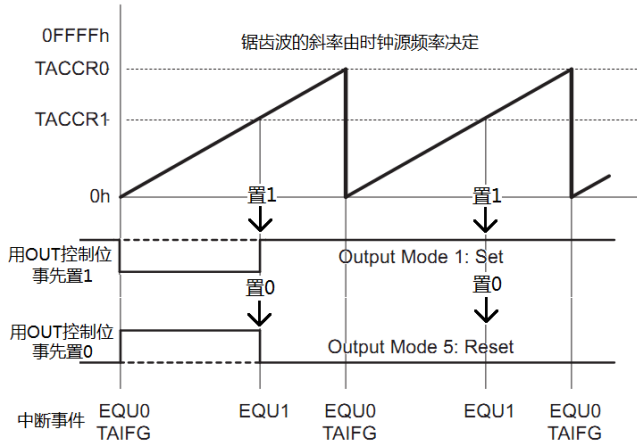 0FFFFh
锯齿波的斜率由时钟源频率决定
TACCR0
TACCR1
0h
置1
置1
用OUT控制位
事先置1
Output Mode 1: Set
置0
置0
用OUT控制位
事先置0
Output Mode 5: Reset
中断事件
EQU0
TAIFG
EQU1
EQU0
TAIFG
EQU1
EQU0
TAIFG